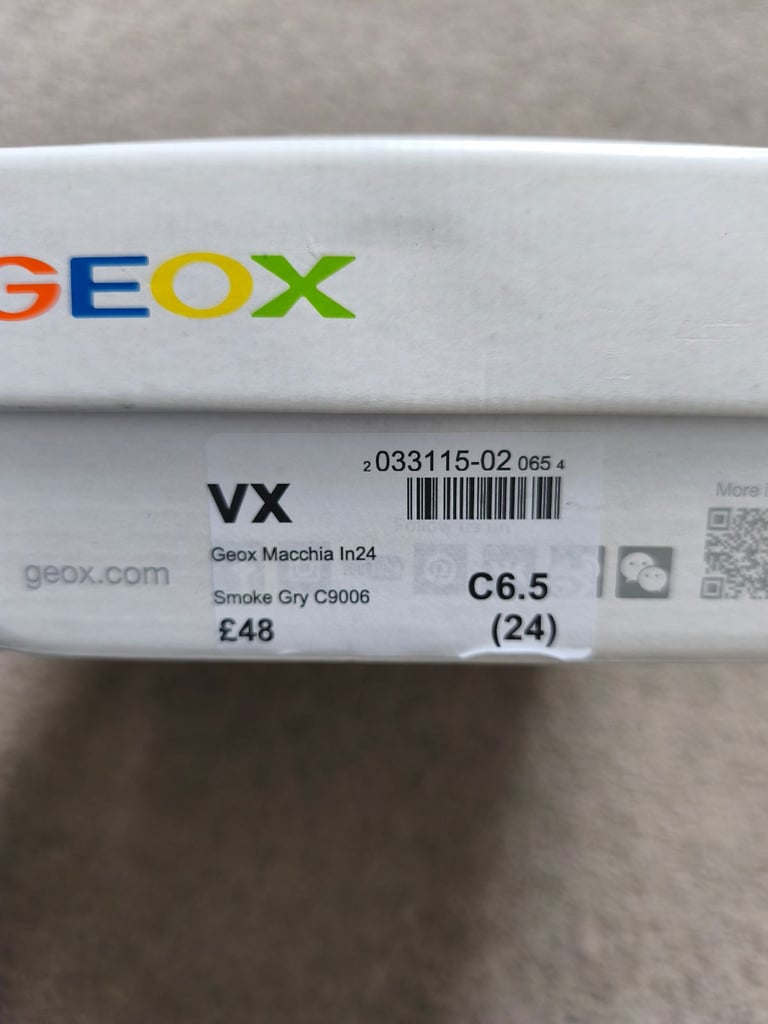 GEOX
2 033115-02 065 4
VX
Geox Macchia In24
More i
geox.com
Smoke Gry C9006
C6.5
£48
(24)